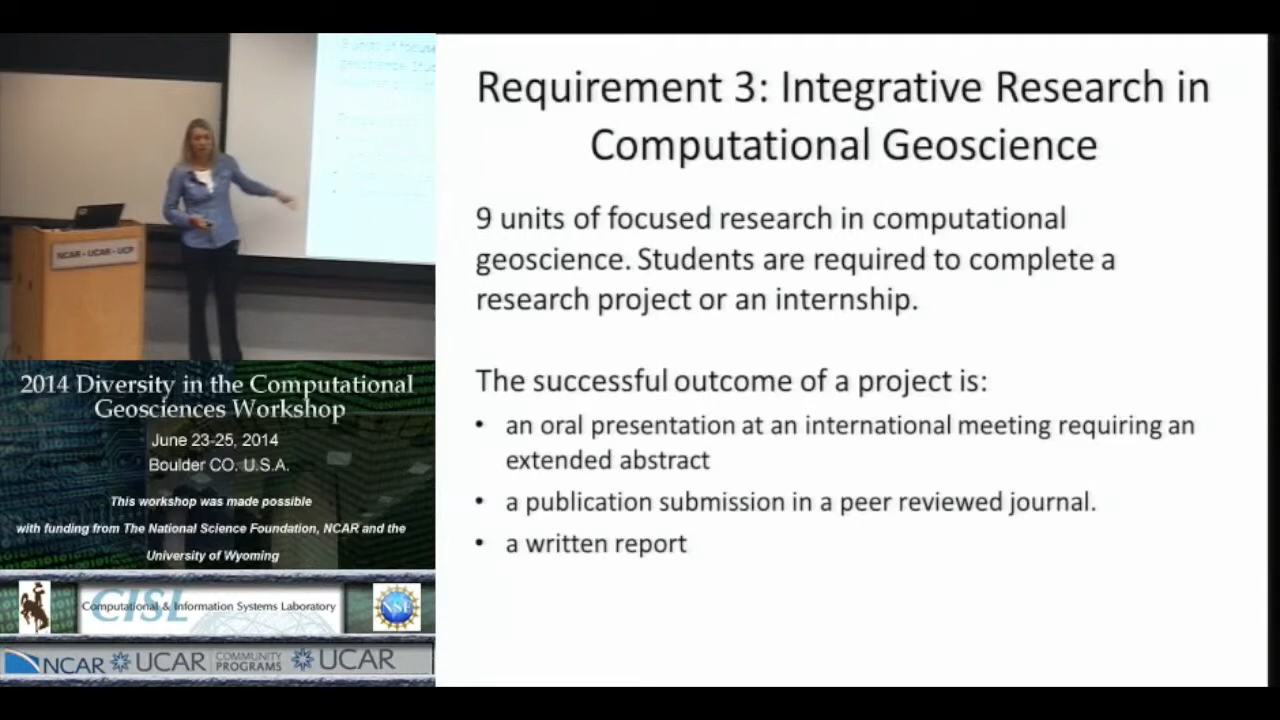 Requirement 3: Integrative Research in
Computational Geoscience
9 units of focused research in computational
geoscience. Students are required to complete a
research project or an internship.
The successful outcome of a project is:
• an oral presentation at an international meeting requiring an
extended abstract
• a publication submission in a peer reviewed journal.
• a written report
NCAR • UCAR • UCP
2014 Diversity in the Computational
Geosciences Workshop
June 23-25, 2014
Boulder CO. U.S.A.
This workshop was made possible
with funding from The National Science Foundation, NCAR and the
University of Wyoming
CISL
Computational & Information Systems Laboratory
NSF
NCAR UCAR COMMUNITY PROGRAMS UCAR